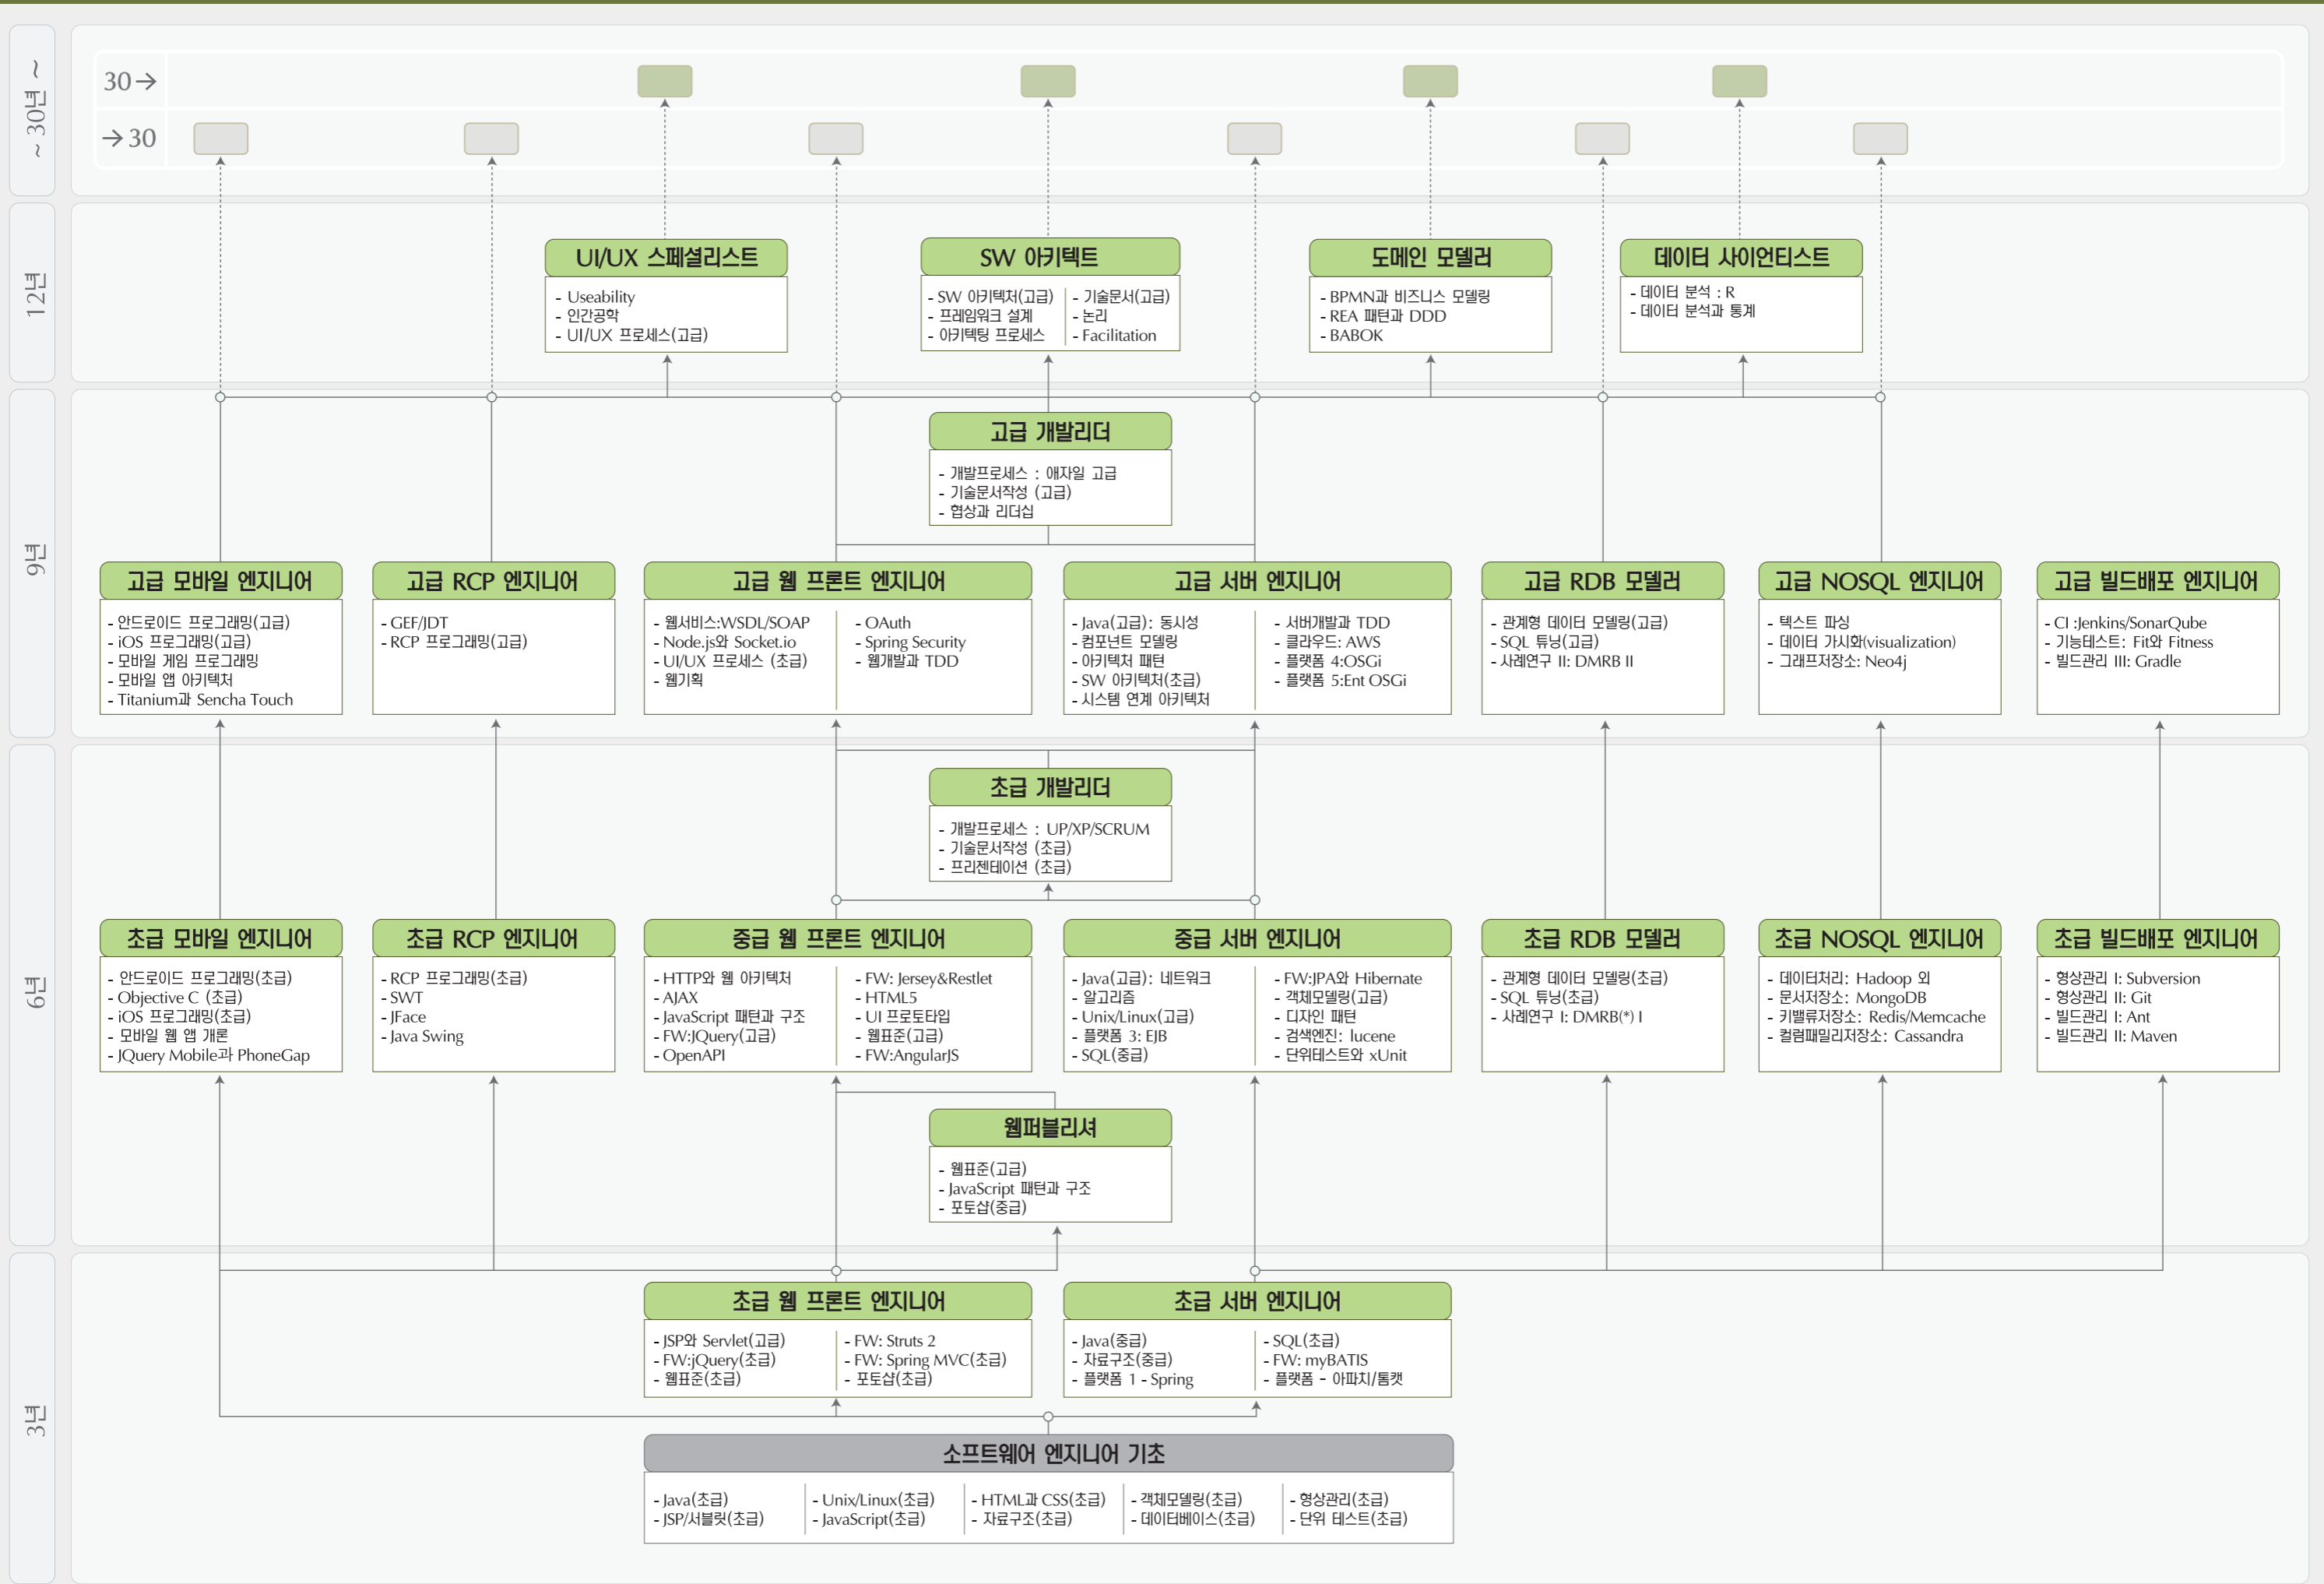 ~ 30년 ~
30→
→30
12년
UI/UX 스페셜리스트
- Useability
- 인간공학
- UI/UX 프로세스(고급)
SW 아키텍트
- SW 아키텍처(고급)
- 프레임워크 설계
- 아키텍팅 프로세스
- 기술문서(고급)
- 논리
- Facilitation
도메인 모델러
- BPMN과 비즈니스 모델링
- REA 패턴과 DDD
- BABOK
데이터 사이언티스트
- 데이터 분석 : R
- 데이터 분석과 통계
9년
고급 개발리더
- 개발프로세스 : 애자일 고급
- 기술문서작성 (고급)
- 협상과 리더십
고급 모바일 엔지니어
- 안드로이드 프로그래밍(고급)
- iOS 프로그래밍(고급)
- 모바일 게임 프로그래밍
- 모바일 앱 아키텍처
- Titanium과 Sencha Touch
고급 RCP 엔지니어
- GEF/JDT
- RCP 프로그래밍(고급)
고급 웹 프론트 엔지니어
- 웹서비스:WSDL/SOAP
- Node.js와 Socket.io
- UI/UX 프로세스 (초급)
- 웹기획
- OAuth
- Spring Security
- 웹개발과 TDD
고급 서버 엔지니어
- Java(고급): 동시성
- 컴포넌트 모델링
- 아키텍처 패턴
- SW 아키텍처(초급)
- 시스템 연계 아키텍처
- 서버개발과 TDD
- 클라우드: AWS
- 플랫폼 4:OSGi
- 플랫폼 5:Ent OSGi
고급 RDB 모델러
- 관계형 데이터 모델링(고급)
- SQL 튜닝(고급)
- 사례연구 II: DMRB II
고급 NOSQL 엔지니어
- 텍스트 파싱
- 데이터 가시화(visualization)
- 그래프저장소: Neo4j
고급 빌드배포 엔지니어
- CI :Jenkins/SonarQube
- 기능테스트: Fit와 Fitness
- 빌드관리 III: Gradle
6년
초급 개발리더
- 개발프로세스 : UP/XP/SCRUM
- 기술문서작성 (초급)
- 프리젠테이션 (초급)
초급 모바일 엔지니어
- 안드로이드 프로그래밍(초급)
- Objective C (초급)
- iOS 프로그래밍(초급)
- 모바일 웹 앱 개론
- JQuery Mobile과 PhoneGap
초급 RCP 엔지니어
- RCP 프로그래밍(초급)
- SWT
- JFace
- Java Swing
중급 웹 프론트 엔지니어
- HTTP와 웹 아키텍처
- AJAX
- JavaScript 패턴과 구조
- FW:JQuery(고급)
- OpenAPI
- FW: Jersey&Restlet
- HTML5
- UI 프로토타입
- 웹표준(고급)
- FW:AngularJS
중급 서버 엔지니어
- Java(고급): 네트워크
- 알고리즘
- Unix/Linux(고급)
- 플랫폼 3: EJB
- SQL(중급)
- FW:JPA와 Hibernate
- 객체모델링(고급)
- 디자인 패턴
- 검색엔진: lucene
- 단위테스트와 xUnit
초급 RDB 모델러
- 관계형 데이터 모델링(초급)
- SQL 튜닝(초급)
- 사례연구 I: DMRB(*) I
초급 NOSQL 엔지니어
- 데이터처리: Hadoop 외
- 문서저장소: MongoDB
- 키밸류저장소: Redis/Memcache
- 컬럼패밀리저장소: Cassandra
초급 빌드배포 엔지니어
- 형상관리 I: Subversion
- 형상관리 II: Git
- 빌드관리 I: Ant
- 빌드관리 II: Maven
웹퍼블리셔
- 웹표준(고급)
- JavaScript 패턴과 구조
- 포토샵(중급)
3년
초급 웹 프론트 엔지니어
- JSP와 Servlet(고급)
- FW:jQuery(초급)
- 웹표준(초급)
- FW: Struts 2
- FW: Spring MVC(초급)
- 포토샵(초급)
초급 서버 엔지니어
- Java(중급)
- 자료구조(중급)
- 플랫폼 1 - Spring
- SQL(초급)
- FW: myBATIS
- 플랫폼 - 아파치/톰캣
소프트웨어 엔지니어 기초
- Java(초급)
- JSP/서블릿(초급)
- Unix/Linux(초급)
- JavaScript(초급)
- HTML과 CSS(초급)
- 자료구조(초급)
- 객체모델링(초급)
- 데이터베이스(초급)
- 형상관리(초급)
- 단위 테스트(초급)